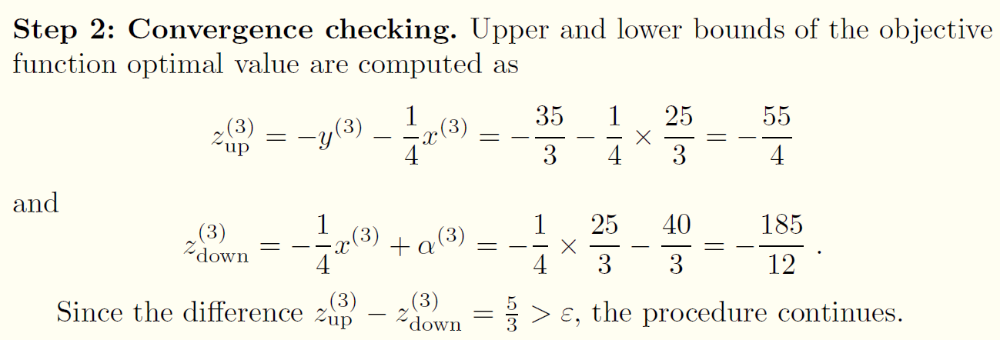 Step 2: Convergence checking. Upper and lower bounds of the objective
function optimal value are computed as
$z_{\text{up}}^{(3)} = -y^{(3)} - \frac{1}{4}x^{(3)} = -\frac{35}{3} - \frac{1}{4} \times \frac{25}{3} = -\frac{55}{4}$
and
$z_{\text{down}}^{(3)} = -\frac{1}{4}x^{(3)} + \alpha^{(3)} = -\frac{1}{4} \times \frac{25}{3} - \frac{40}{3} = -\frac{185}{12}$ .
Since the difference $z_{\text{up}}^{(3)} - z_{\text{down}}^{(3)} = \frac{5}{3} > \varepsilon$, the procedure continues.